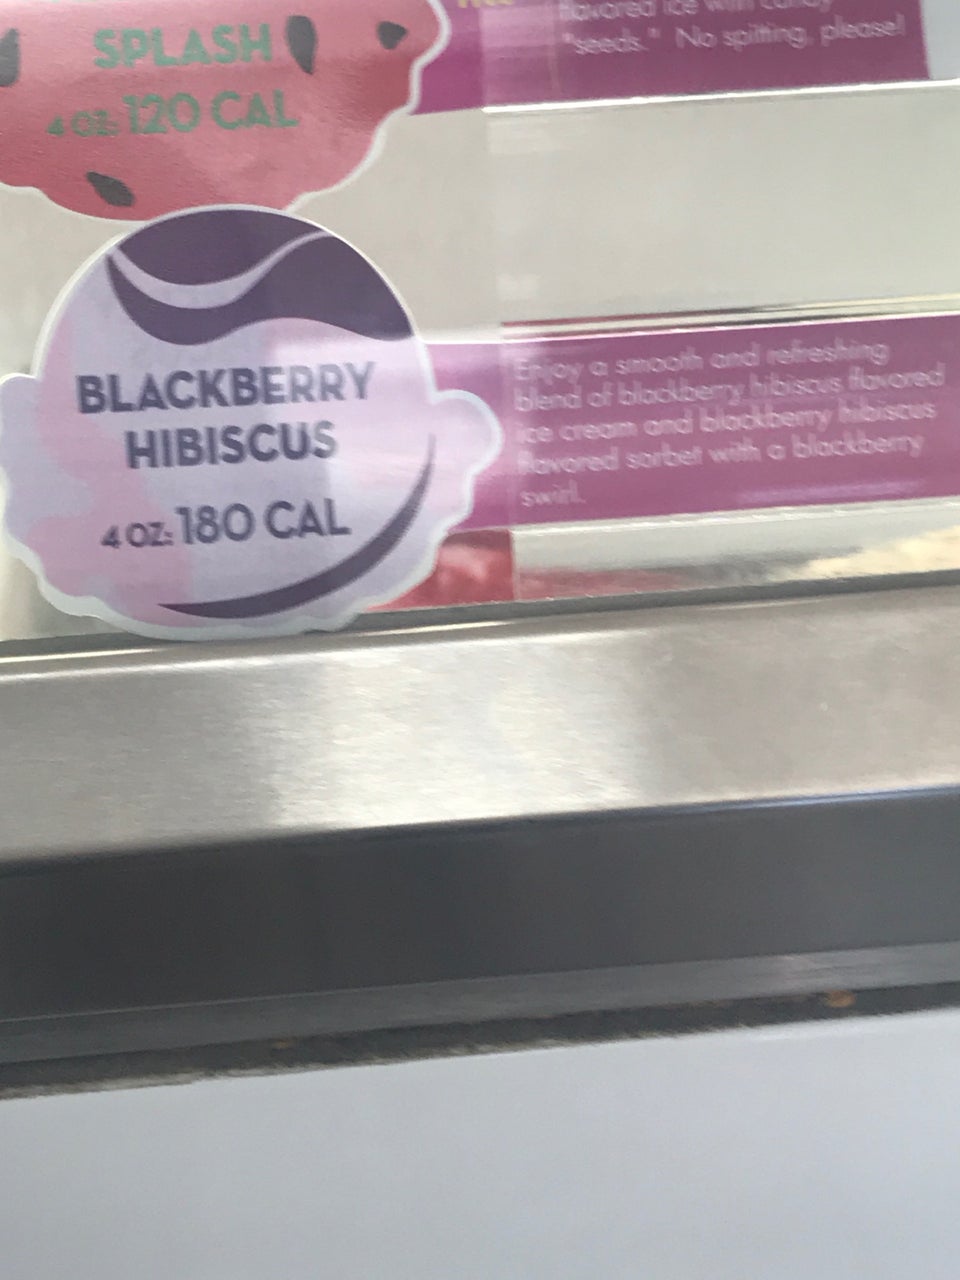 SPLASH
4 OZ: 120 CAL
flavored ice with candy
"seeds." No spitting, please!
BLACKBERRY
HIBISCUS
4 OZ: 180 CAL
Enjoy a smooth and refreshing
blend of blackberry hibiscus flavored
ice cream and blackberry hibiscus
flavored sorbet with a blackberry
swirl.